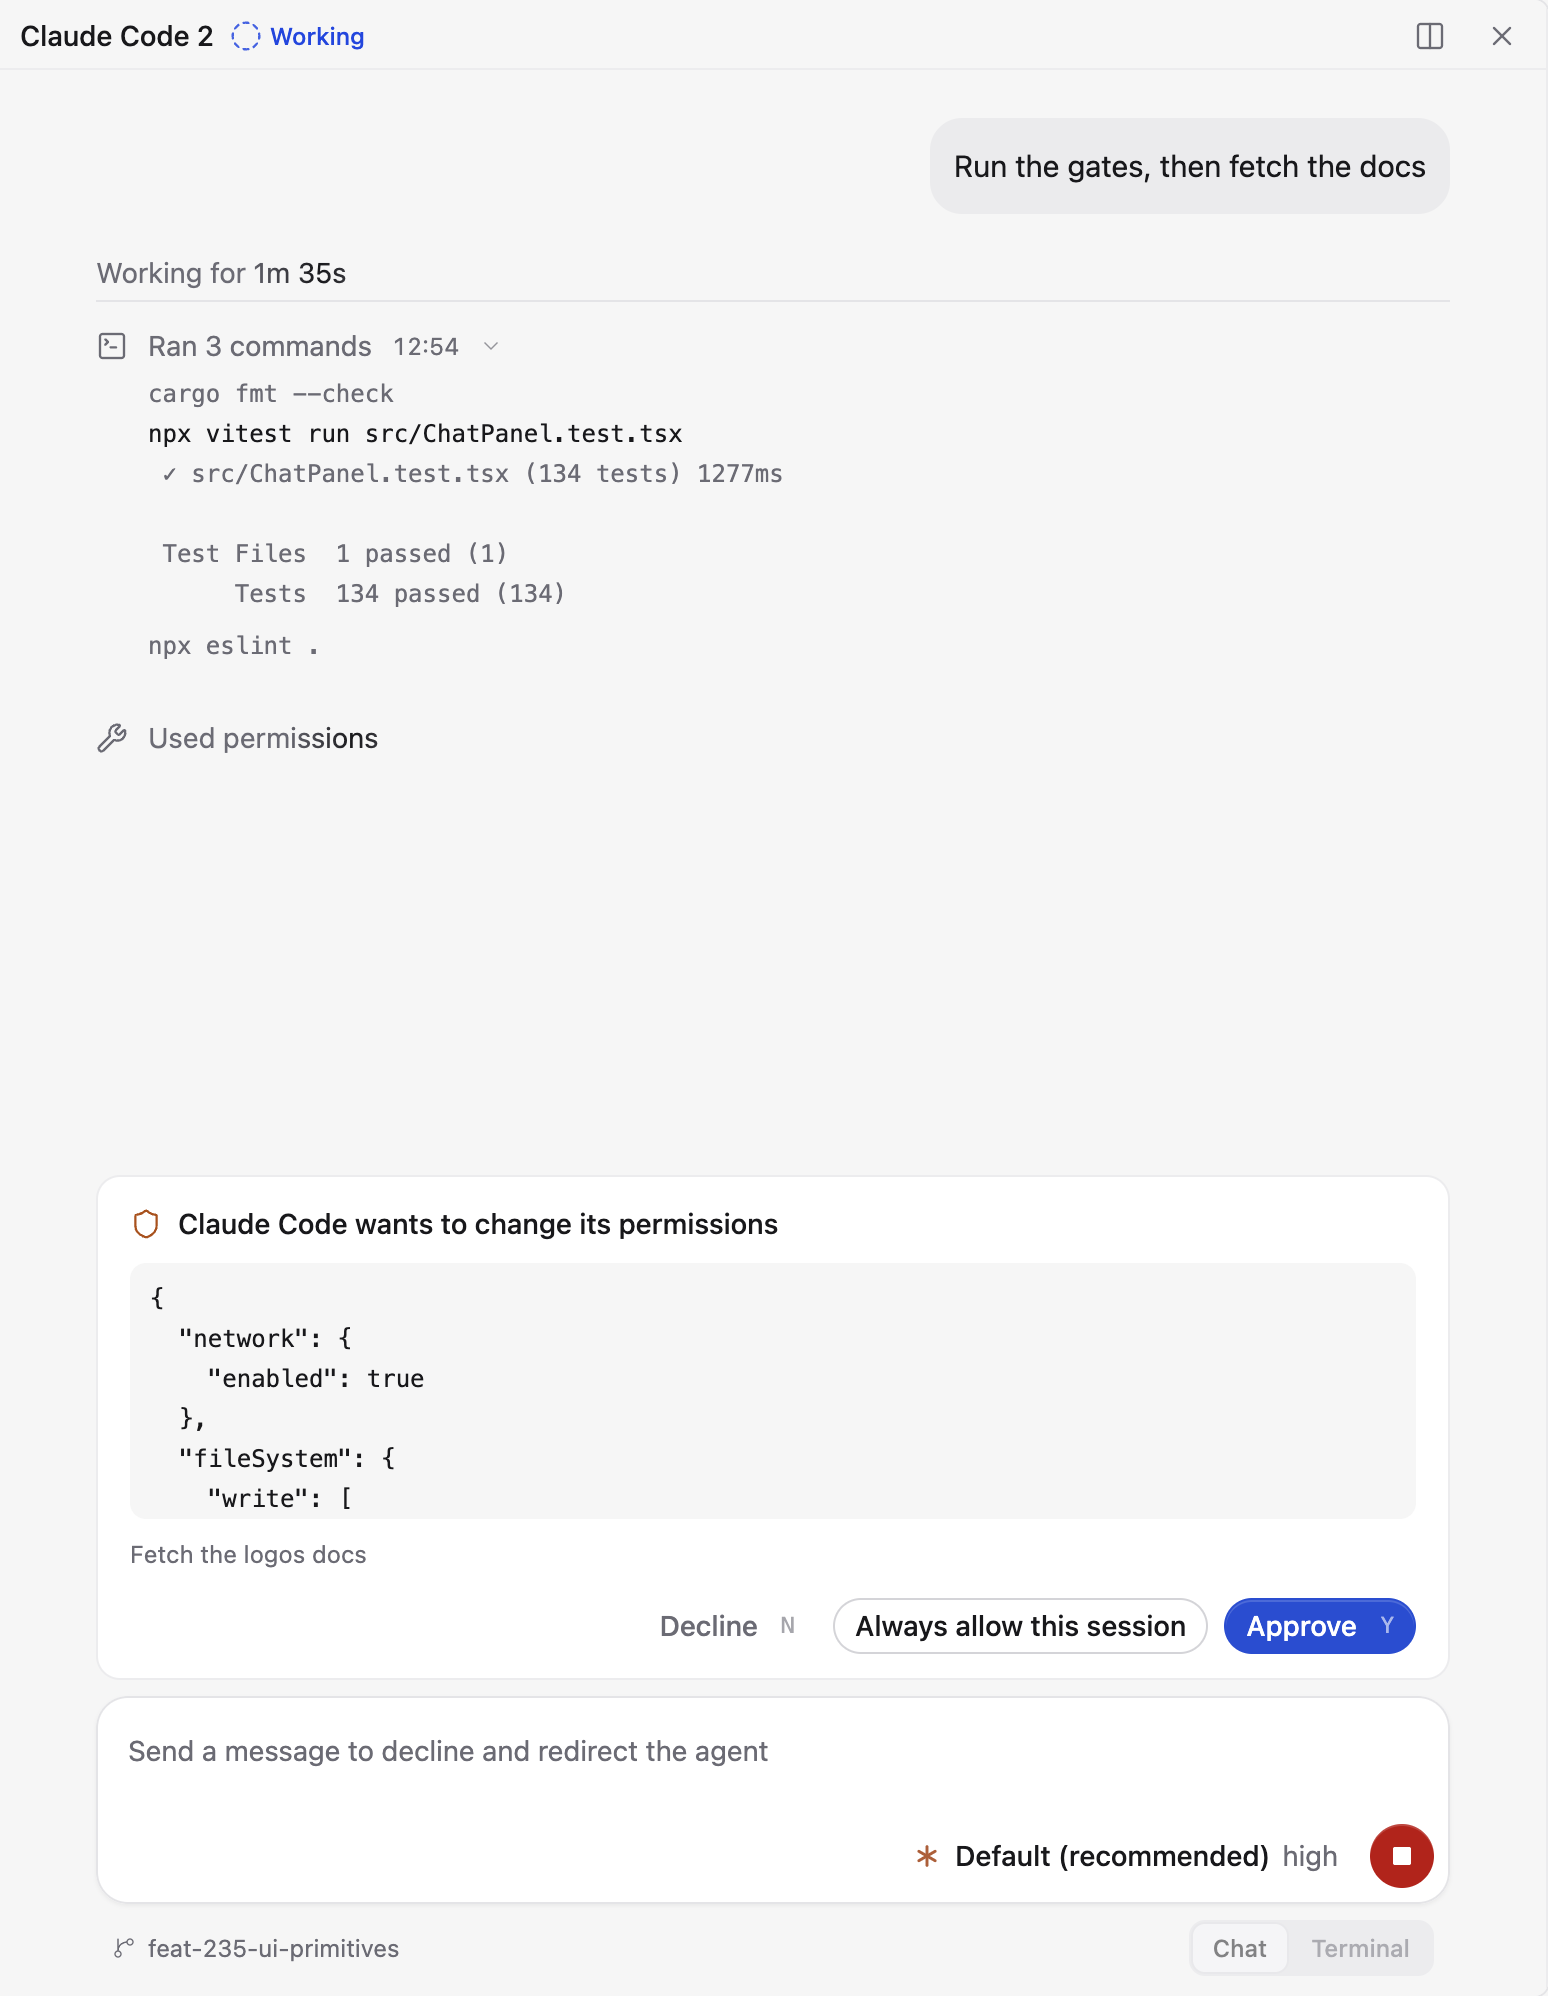 Claude Code 2 Working
Run the gates, then fetch the docs
Working for 1m 35s
Ran 3 commands 12:54
cargo fmt --check
npx vitest run src/ChatPanel.test.tsx
✓ src/ChatPanel.test.tsx (134 tests) 1277ms
Test Files  1 passed (1)
Tests  134 passed (134)
npx eslint .
Used permissions
Claude Code wants to change its permissions
{
  "network": {
    "enabled": true
  },
  "fileSystem": {
    "write": [
Fetch the logos docs
Decline N Always allow this session Approve Y
Send a message to decline and redirect the agent
Default (recommended) high
feat-235-ui-primitives Chat Terminal